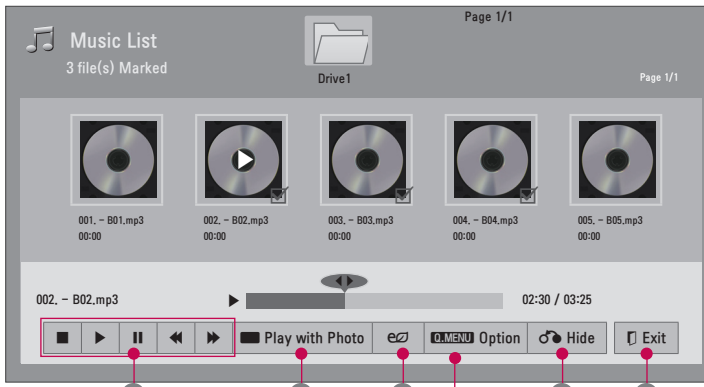 Page 1/1
Music List
3 file(s) Marked
Drive1
Page 1/1
001. - B01.mp3
00:00
002. - B02.mp3
00:00
003. - B03.mp3
00:00
004. - B04.mp3
00:00
005. - B05.mp3
00:00
002. - B02.mp3
02:30 / 03:25
Play with Photo
Q.MENU Option
Hide
Exit